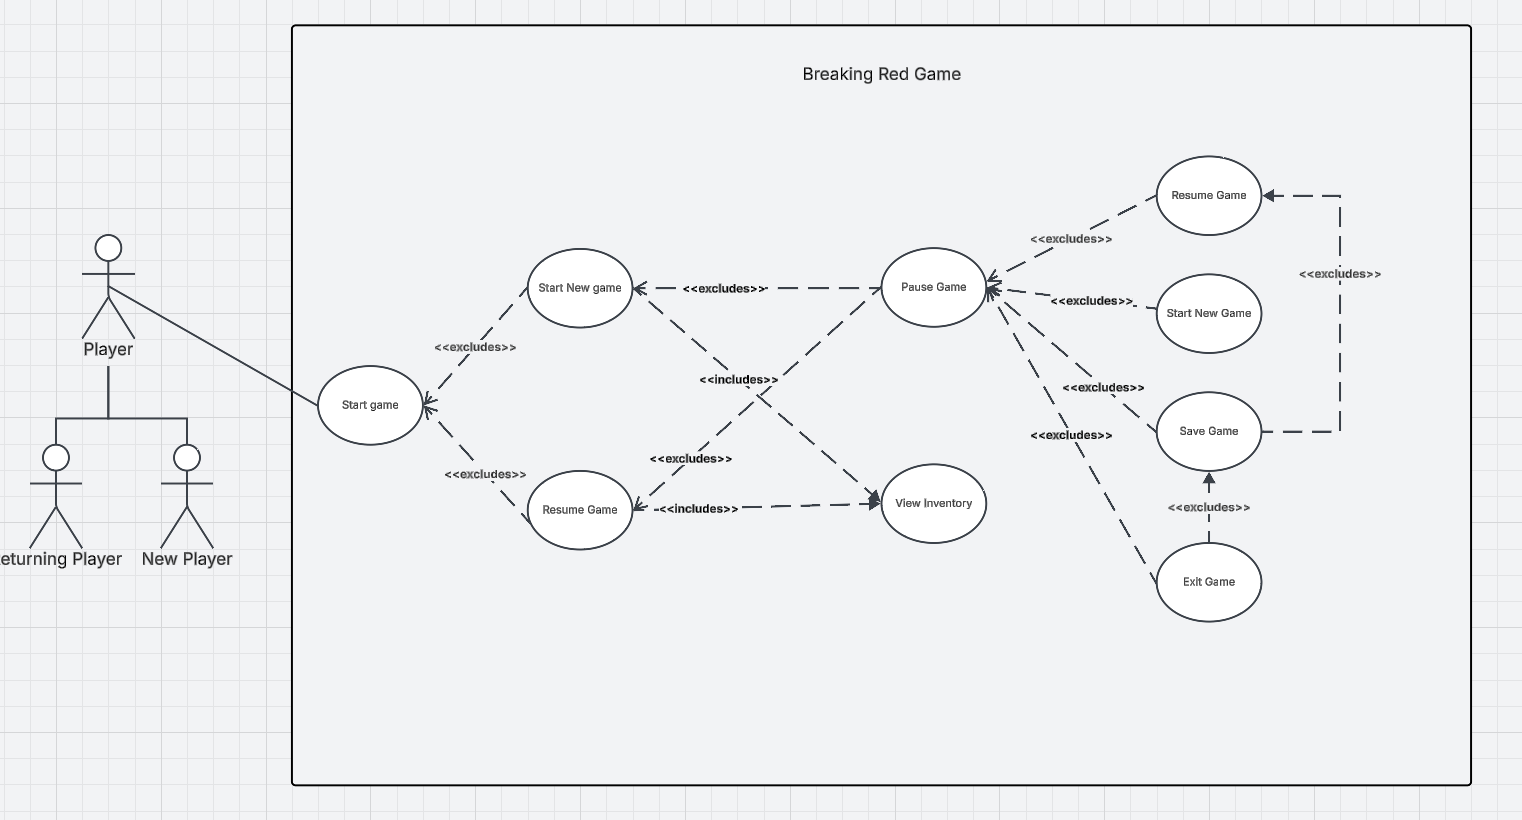 Breaking Red Game
Resume Game
<<excludes>>
<<excludes>>
Start New game
<<excludes>>
Pause Game
<<excludes>>
Start New Game
Player
<<excludes>>
<<includes>>
<<excludes>>
Start game
Save Game
<<excludes>>
<<excludes>>
<<excludes>>
Resume Game
<<includes>>
View Inventory
<<excludes>>
eturning Player
New Player
Exit Game